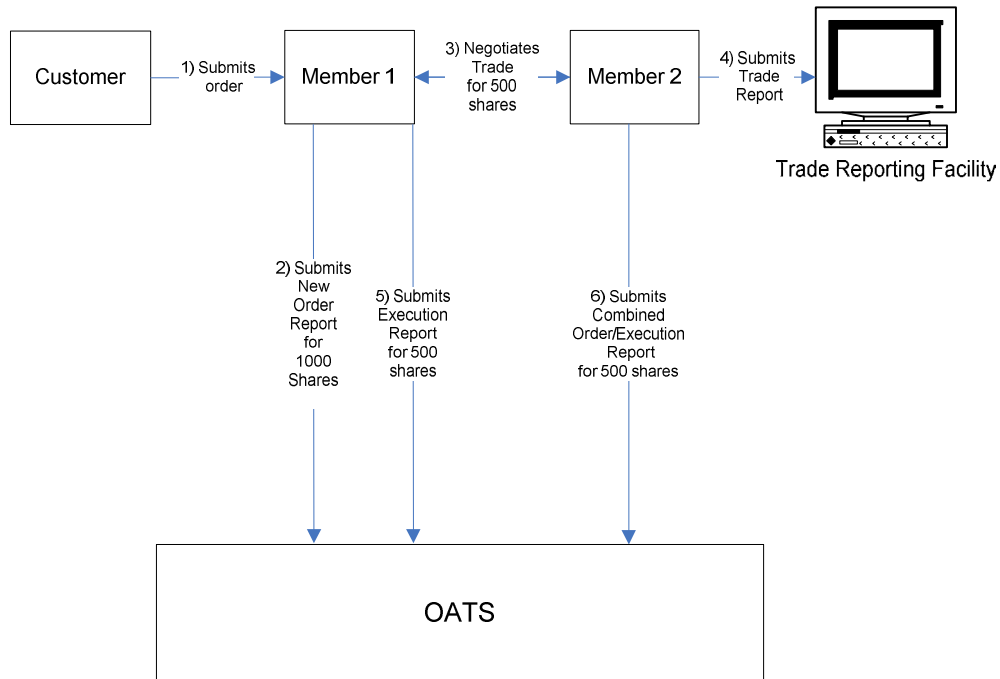 Customer
1) Submits
order
Member 1
3) Negotiates
Trade
for 500
shares
Member 2
4) Submits
Trade
Report
Trade Reporting Facility
2) Submits
New
Order
Report
for
1000
Shares
5) Submits
Execution
Report
for 500
shares
6) Submits
Combined
Order/Execution
Report
for 500 shares
OATS